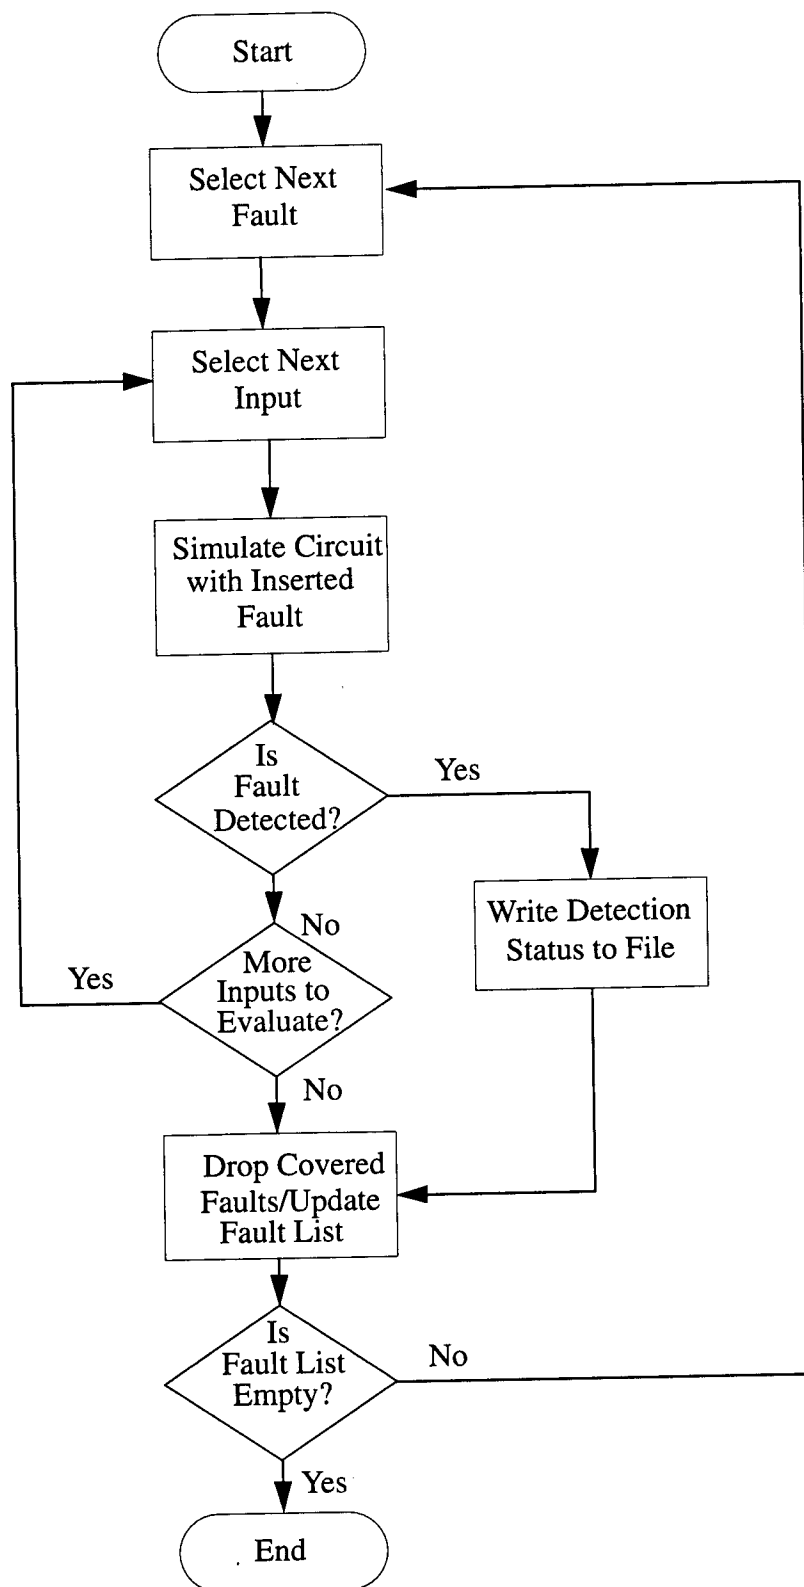 Start
Select Next
Fault
Select Next
Input
Simulate Circuit
with Inserted
Fault
Is
Fault
Detected?
Yes
No
Write Detection
Status to File
More
Inputs to
Evaluate?
Yes
No
Drop Covered
Faults/Update
Fault List
Is
Fault List
Empty?
No
Yes
End